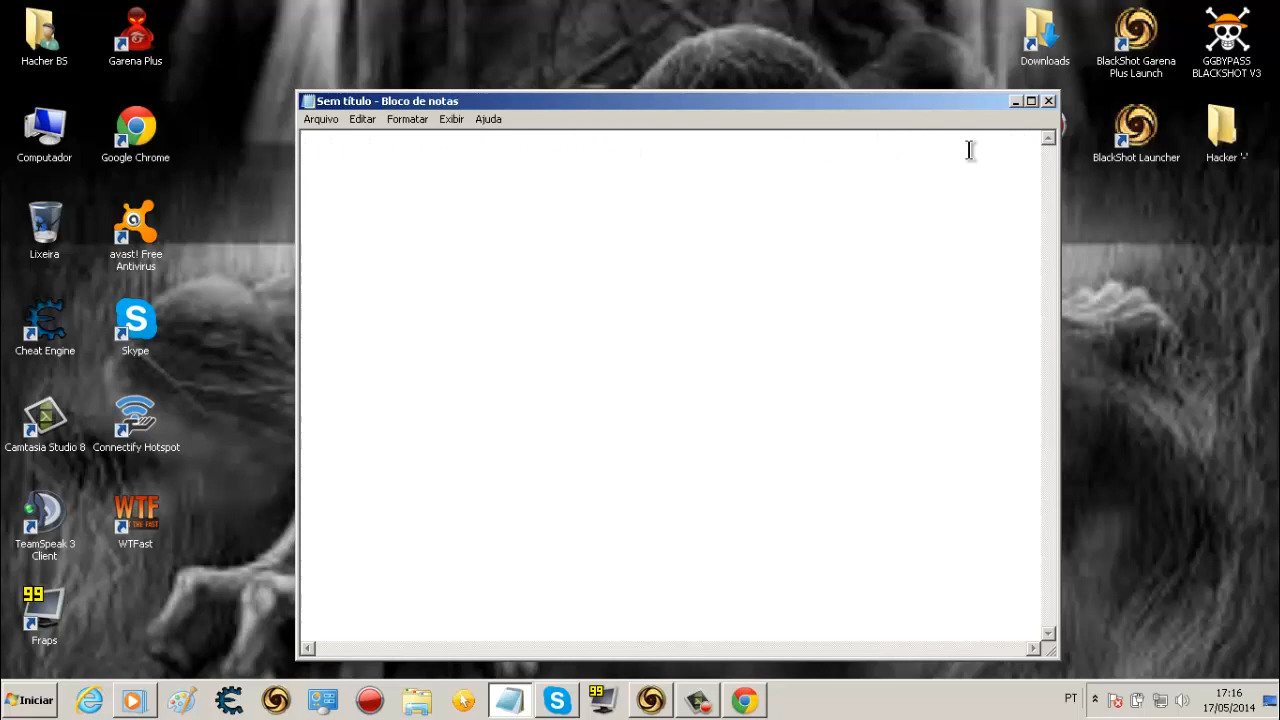 Hacher BS
Garena Plus
Downloads
BlackShot Garena
Plus Launch
GGBYPASS
BLACKSHOT V3
Sem título - Bloco de notas
Arquivo Editar Formatar Exibir Ajuda
Computador
Google Chrome
BlackShot Launcher
Hacker '-'
Lixeira
avast! Free
Antivirus
Cheat Engine
S
Skype
Camtasia Studio 8
Connectify Hotspot
TeamSpeak 3
Client
WTF
WTFast
99
Fraps
Iniciar
S
99
PT
17:16
17/05/2014